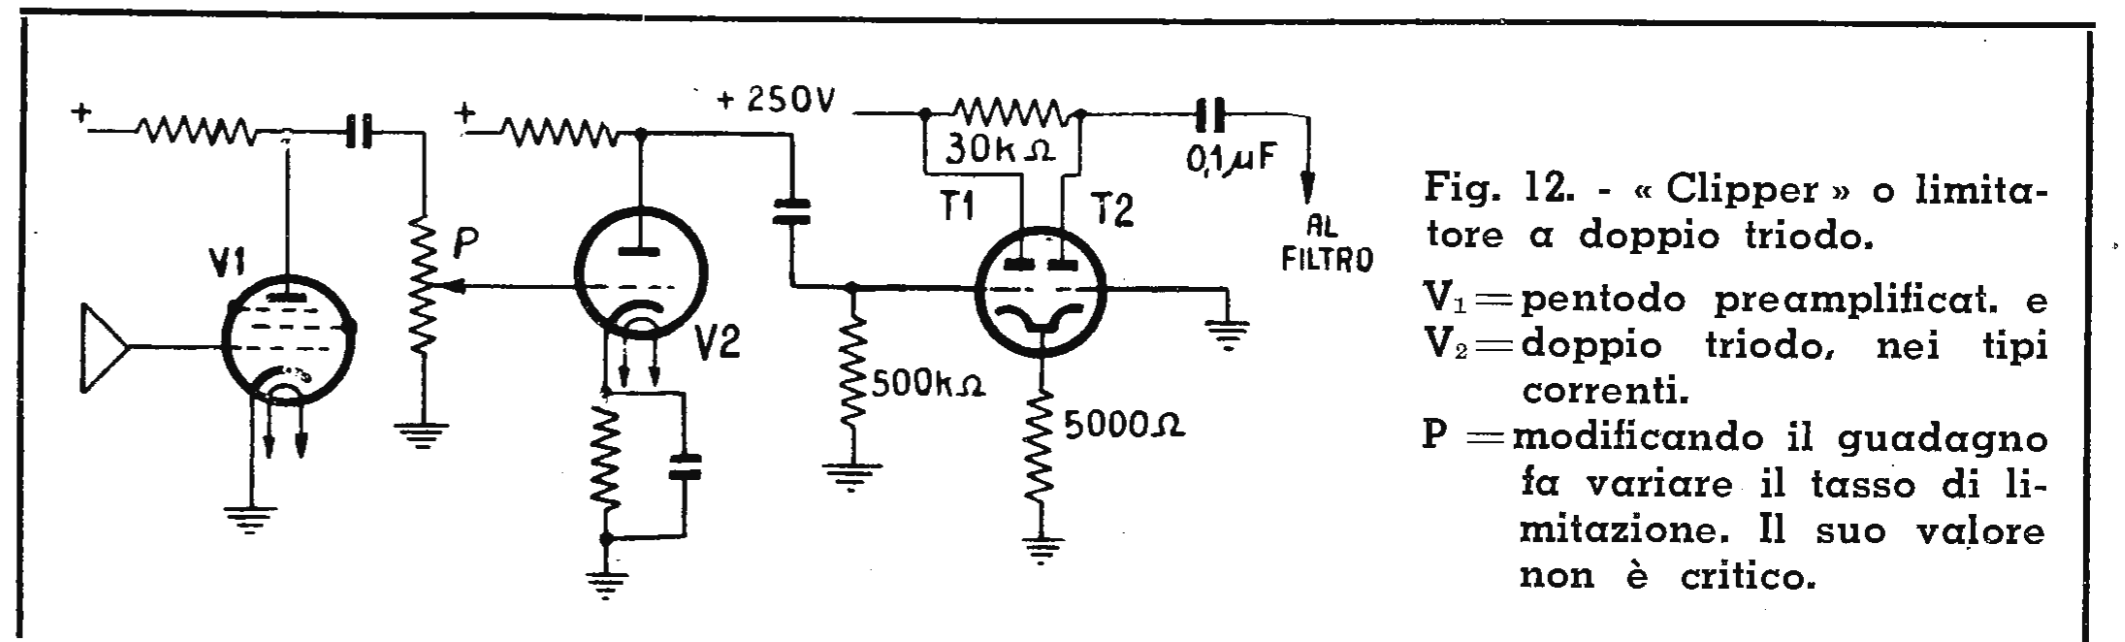 +
+
+ 250V
30kΩ
0,1µF
T1
T2
AL
FILTRO
V1
P
V2
500kΩ
5000Ω
Fig. 12. - « Clipper » o limita-
tore a doppio triodo.
V₁ = pentodo preamplificat. e
V₂ = doppio triodo, nei tipi
correnti.
P = modificando il guadagno
fa variare il tasso di li-
mitazione. Il suo valore
non è critico.